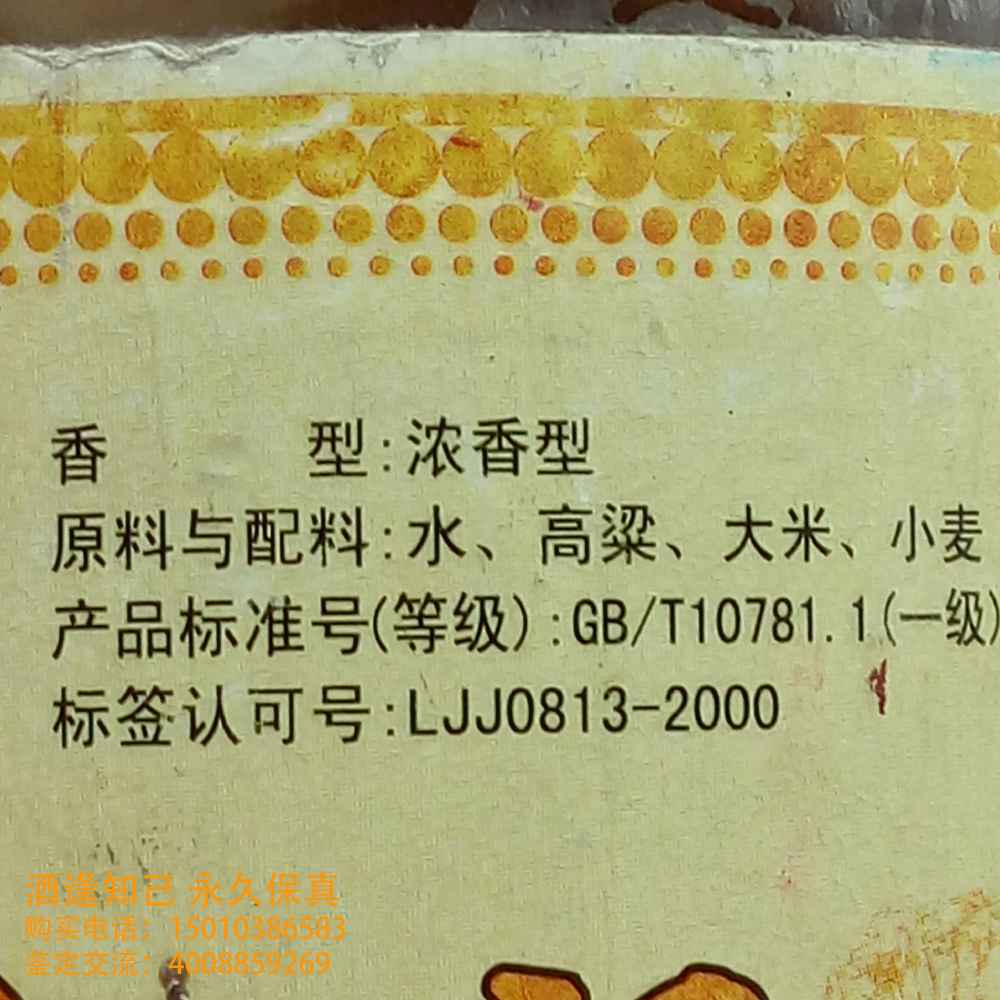 香 型:浓香型
原料与配料:水、高粱、大米、小麦
产品标准号(等级):GB/T10781.1(一级)
标签认可号:LJJ0813-2000
酒逢知己 永久保真
购买电话：15010386583
鉴定交流：4008859269